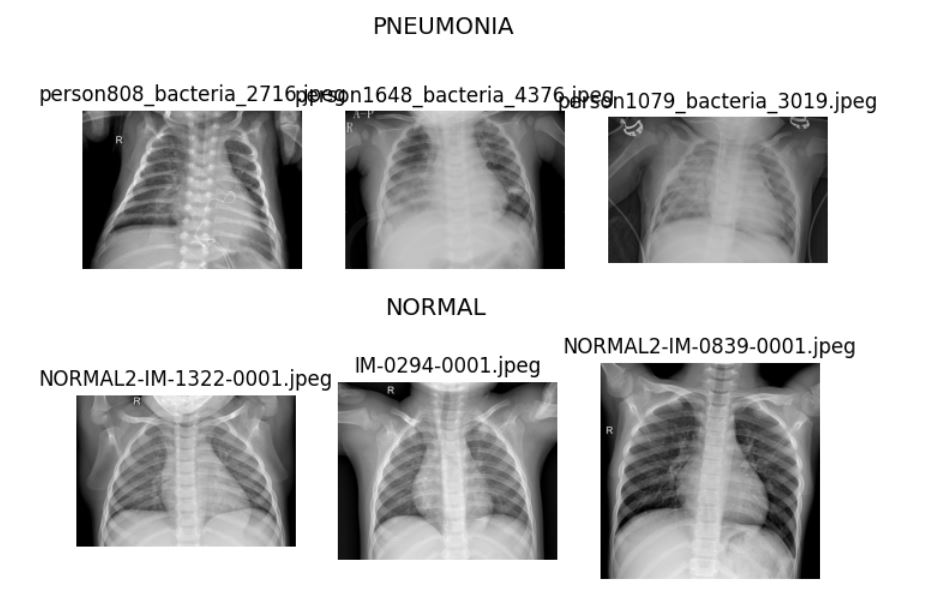 PNEUMONIA
person808_bacteria_2716.jpeg
person1648_bacteria_4376.jpeg
person1079_bacteria_3019.jpeg
R
A-P
R
NORMAL
NORMAL2-IM-1322-0001.jpeg
IM-0294-0001.jpeg
NORMAL2-IM-0839-0001.jpeg
R
R
R